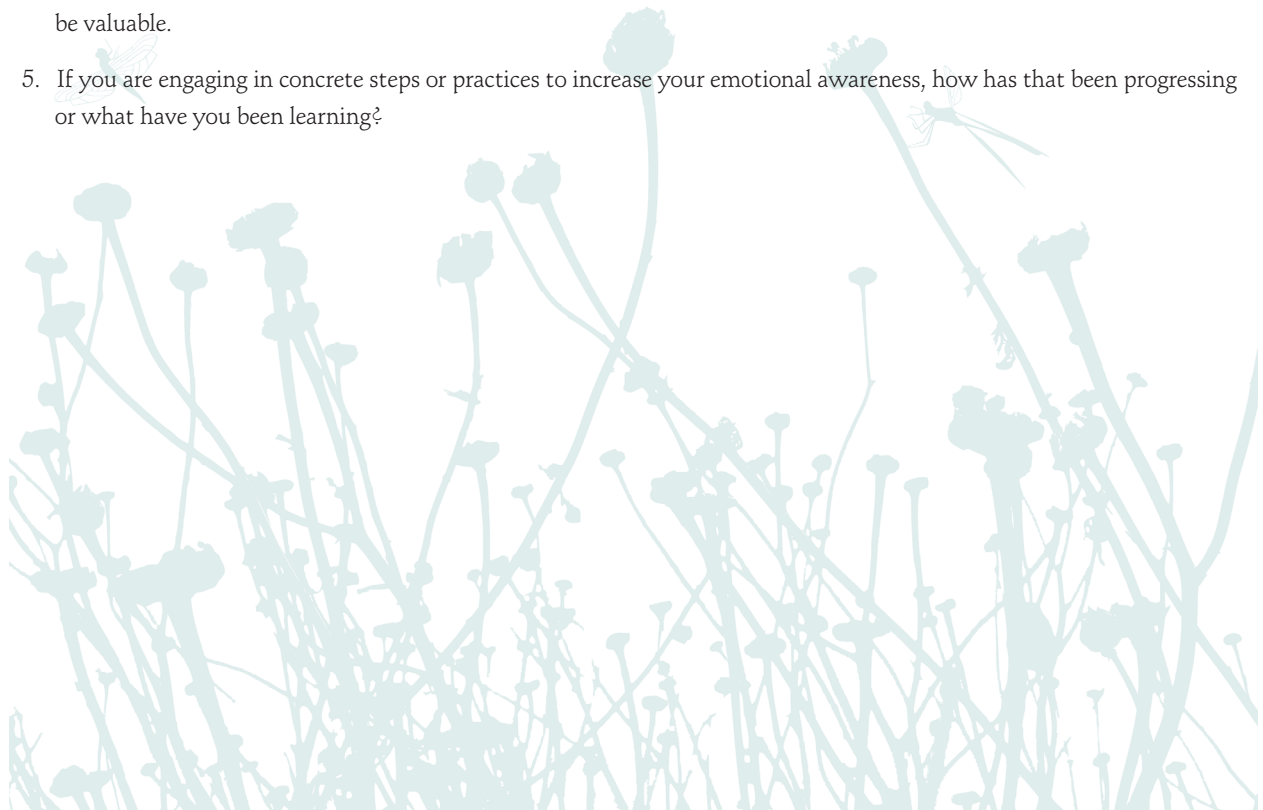 be valuable.
5. If you are engaging in concrete steps or practices to increase your emotional awareness, how has that been progressing
or what have you been learning?